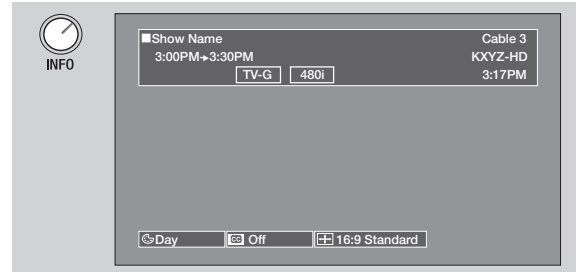 INFO
■Show Name Cable 3
3:00PM→3:30PM KXYZ-HD
TV-G 480i 3:17PM
Day CC Off 16:9 Standard